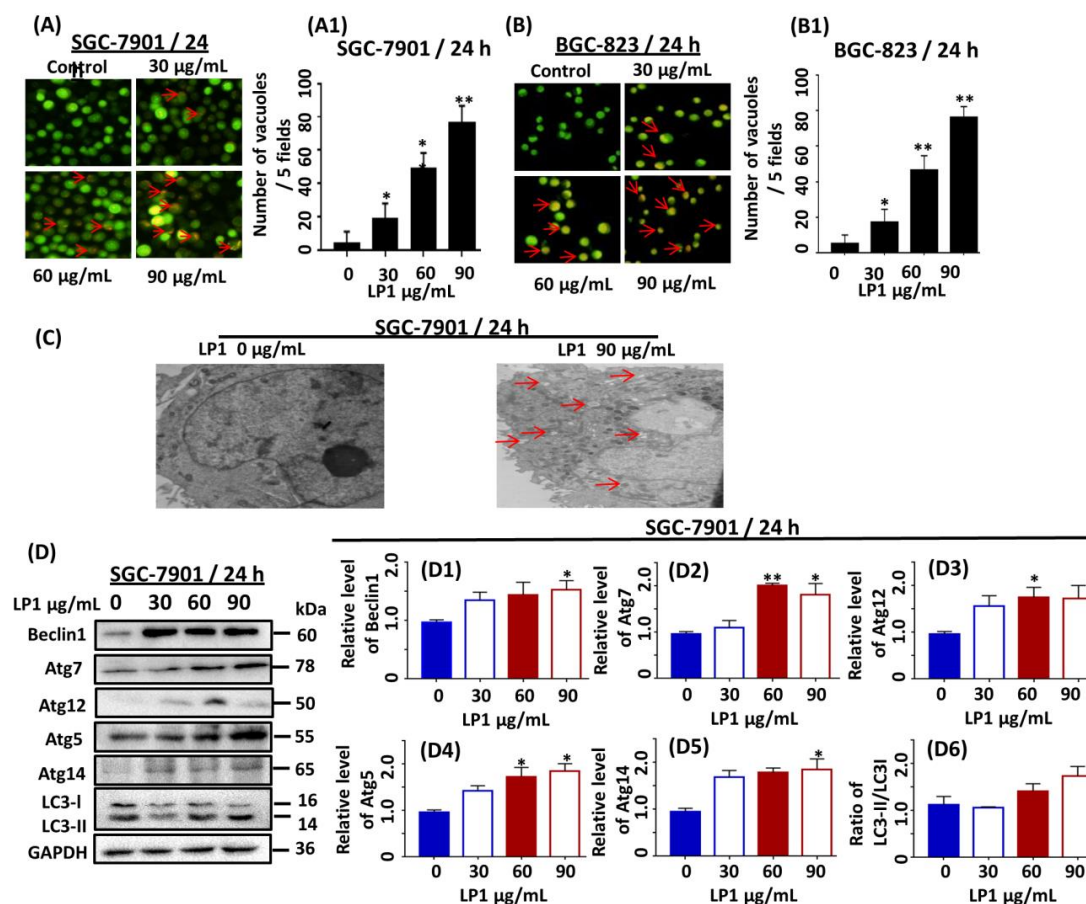 (A)
SGC-7901 / 24
h
Control
30 µg/mL
60 µg/mL
90 µg/mL
(A1)
SGC-7901 / 24 h
Number of vacuoles
/ 5 fields
100
80
60
40
20
0
*
*
**
0 30 60 90
LP1 µg/mL
(B)
BGC-823 / 24 h
Control
30 µg/mL
60 µg/mL
90 µg/mL
(B1)
BGC-823 / 24 h
Number of vacuoles
/ 5 fields
100
80
60
40
20
0
*
**
**
0 30 60 90
LP1 µg/mL
(C)
SGC-7901 / 24 h
LP1 0 µg/mL
LP1 90 µg/mL
(D)
SGC-7901 / 24 h
LP1 µg/mL 0 30 60 90 kDa
Beclin1 60
Atg7 78
Atg12 50
Atg5 55
Atg14 65
LC3-I 16
LC3-II 14
GAPDH 36
SGC-7901 / 24 h
(D1)
Relative level
of Beclin1
2.0
1.0
0
*
0 30 60 90
LP1 µg/mL
(D2)
Relative level
of Atg7
2.0
1.0
0
**
*
0 30 60 90
LP1 µg/mL
(D3)
Relative level
of Atg12
2.0
1.0
0
*
0 30 60 90
LP1 µg/mL
(D4)
Relative level
of Atg5
2.0
1.0
0
*
*
0 30 60 90
LP1 µg/mL
(D5)
Relative level
of Atg14
2.0
1.0
0
*
0 30 60 90
LP1 µg/mL
(D6)
Ratio of
LC3-II/LC3I
2.0
1.0
0
0 30 60 90
LP1 µg/mL